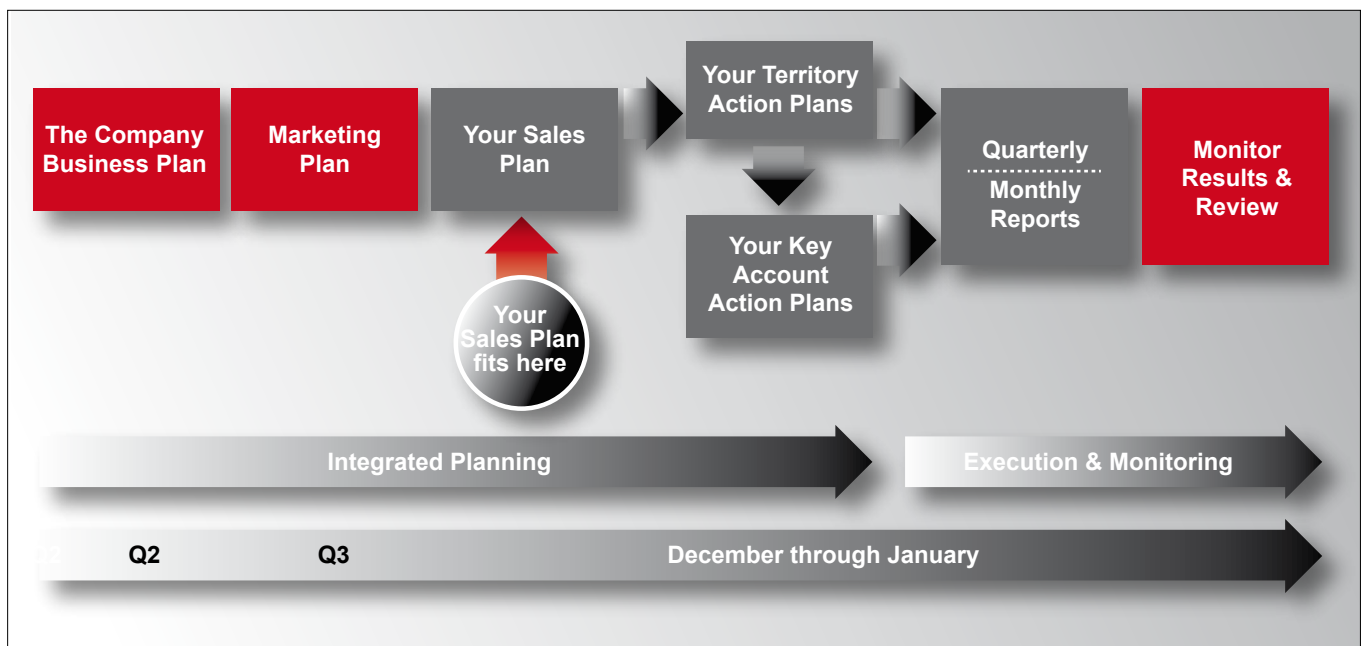 The Company
Business Plan
Marketing
Plan
Your Sales
Plan
Your Territory
Action Plans
Your Key
Account
Action Plans
Quarterly
Monthly
Reports
Monitor
Results &
Review
Your
Sales Plan
fits here
Integrated Planning
Execution & Monitoring
Q2
Q3
December through January